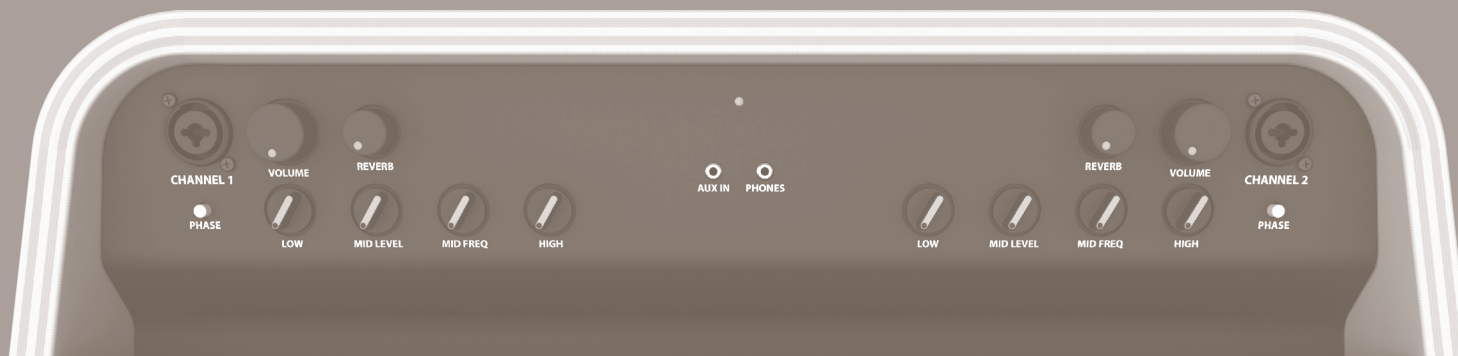 CHANNEL 1
VOLUME
REVERB
PHASE
LOW
MID LEVEL
MID FREQ
HIGH
AUX IN
PHONES
REVERB
VOLUME
CHANNEL 2
LOW
MID LEVEL
MID FREQ
HIGH
PHASE